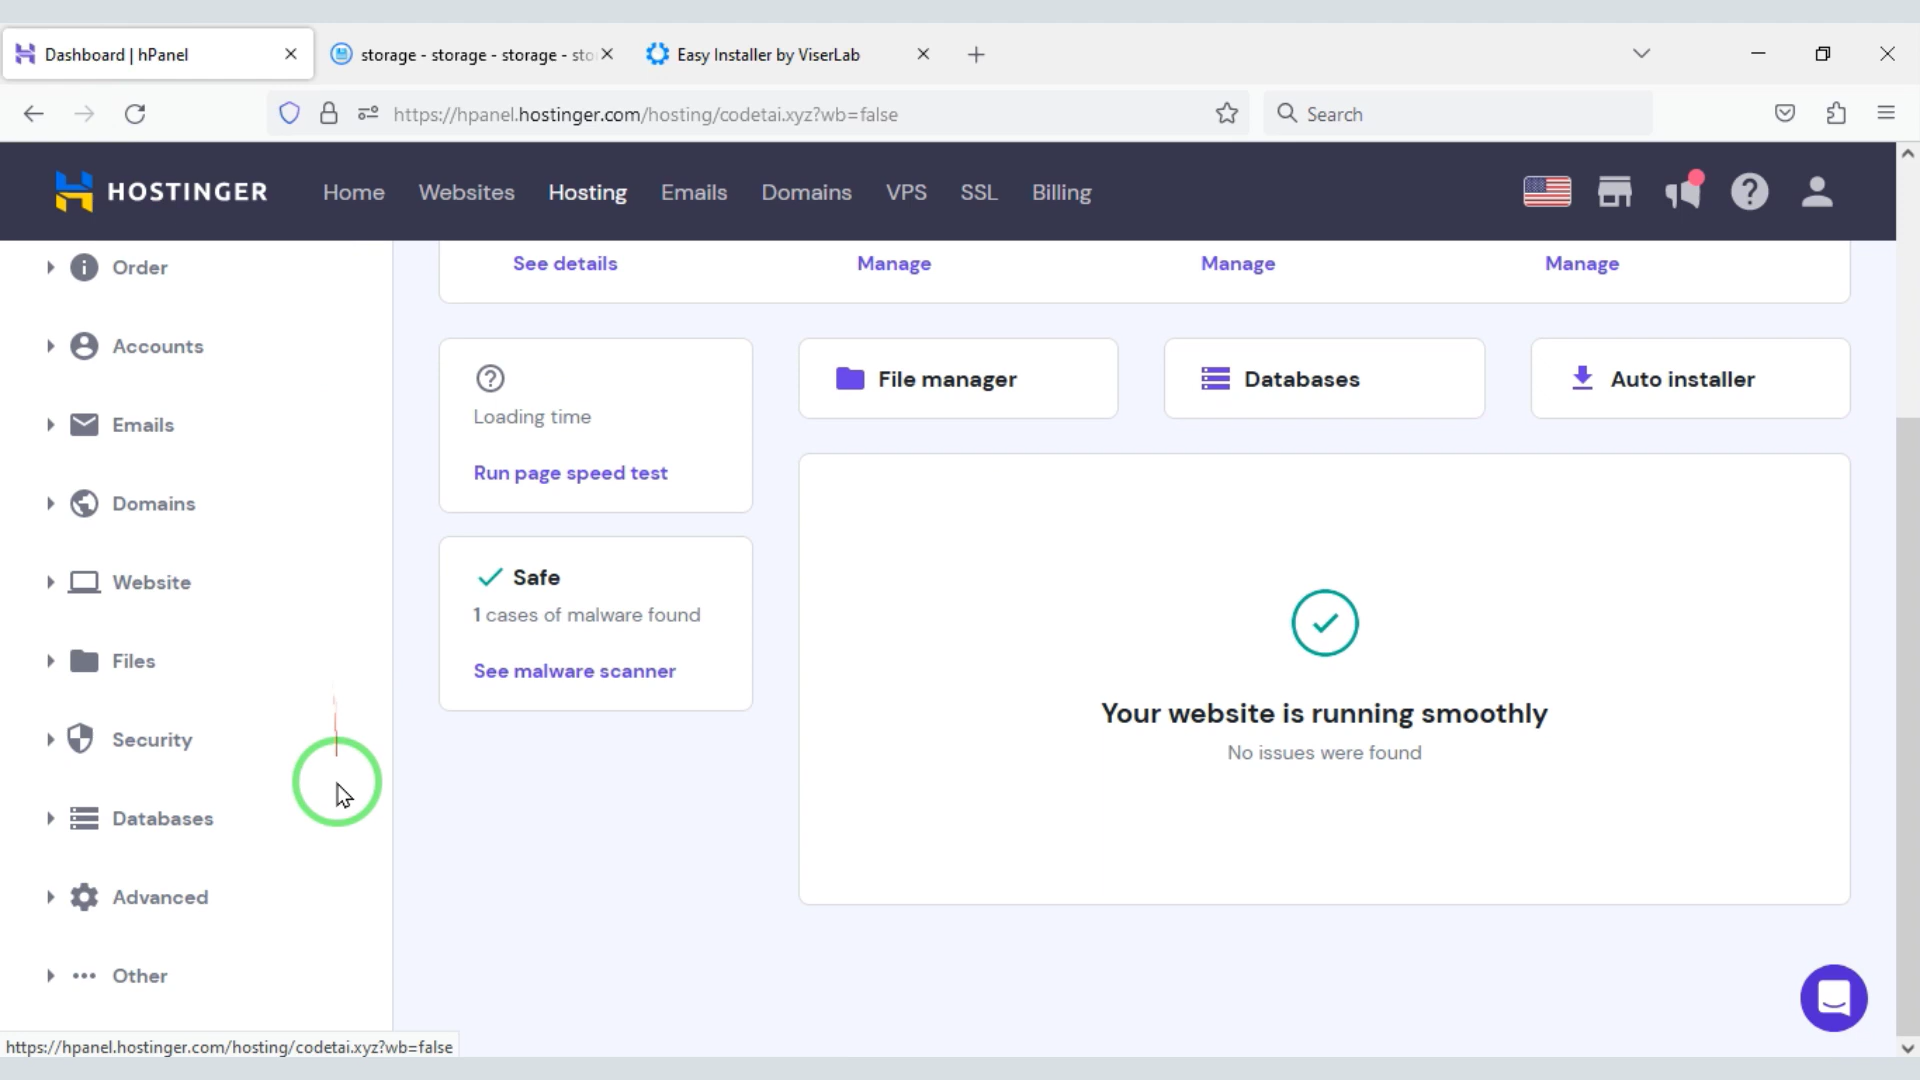 Dashboard | hPanel
storage - storage - storage - sto
Easy Installer by ViserLab
https://hpanel.hostinger.com/hosting/codetai.xyz?wb=false
Search
HOSTINGER
Home
Websites
Hosting
Emails
Domains
VPS
SSL
Billing
Order
Accounts
Emails
Domains
Website
Files
Security
Databases
Advanced
Other
See details
Manage
Manage
Manage
Loading time
Run page speed test
File manager
Databases
Auto installer
Safe
1 cases of malware found
See malware scanner
Your website is running smoothly
No issues were found
https://hpanel.hostinger.com/hosting/codetai.xyz?wb=false